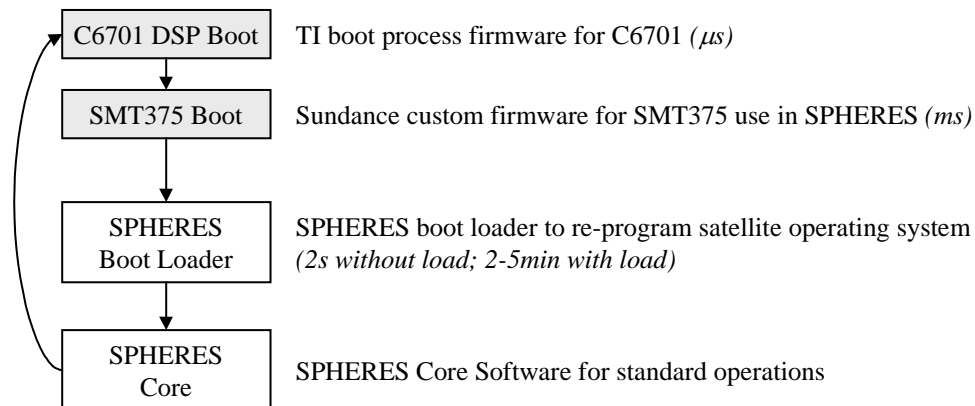 C6701 DSP Boot
TI boot process firmware for C6701 (μs)
SMT375 Boot
Sundance custom firmware for SMT375 use in SPHERES (ms)
SPHERES
Boot Loader
SPHERES boot loader to re-program satellite operating system
(2s without load; 2-5min with load)
SPHERES
Core
SPHERES Core Software for standard operations